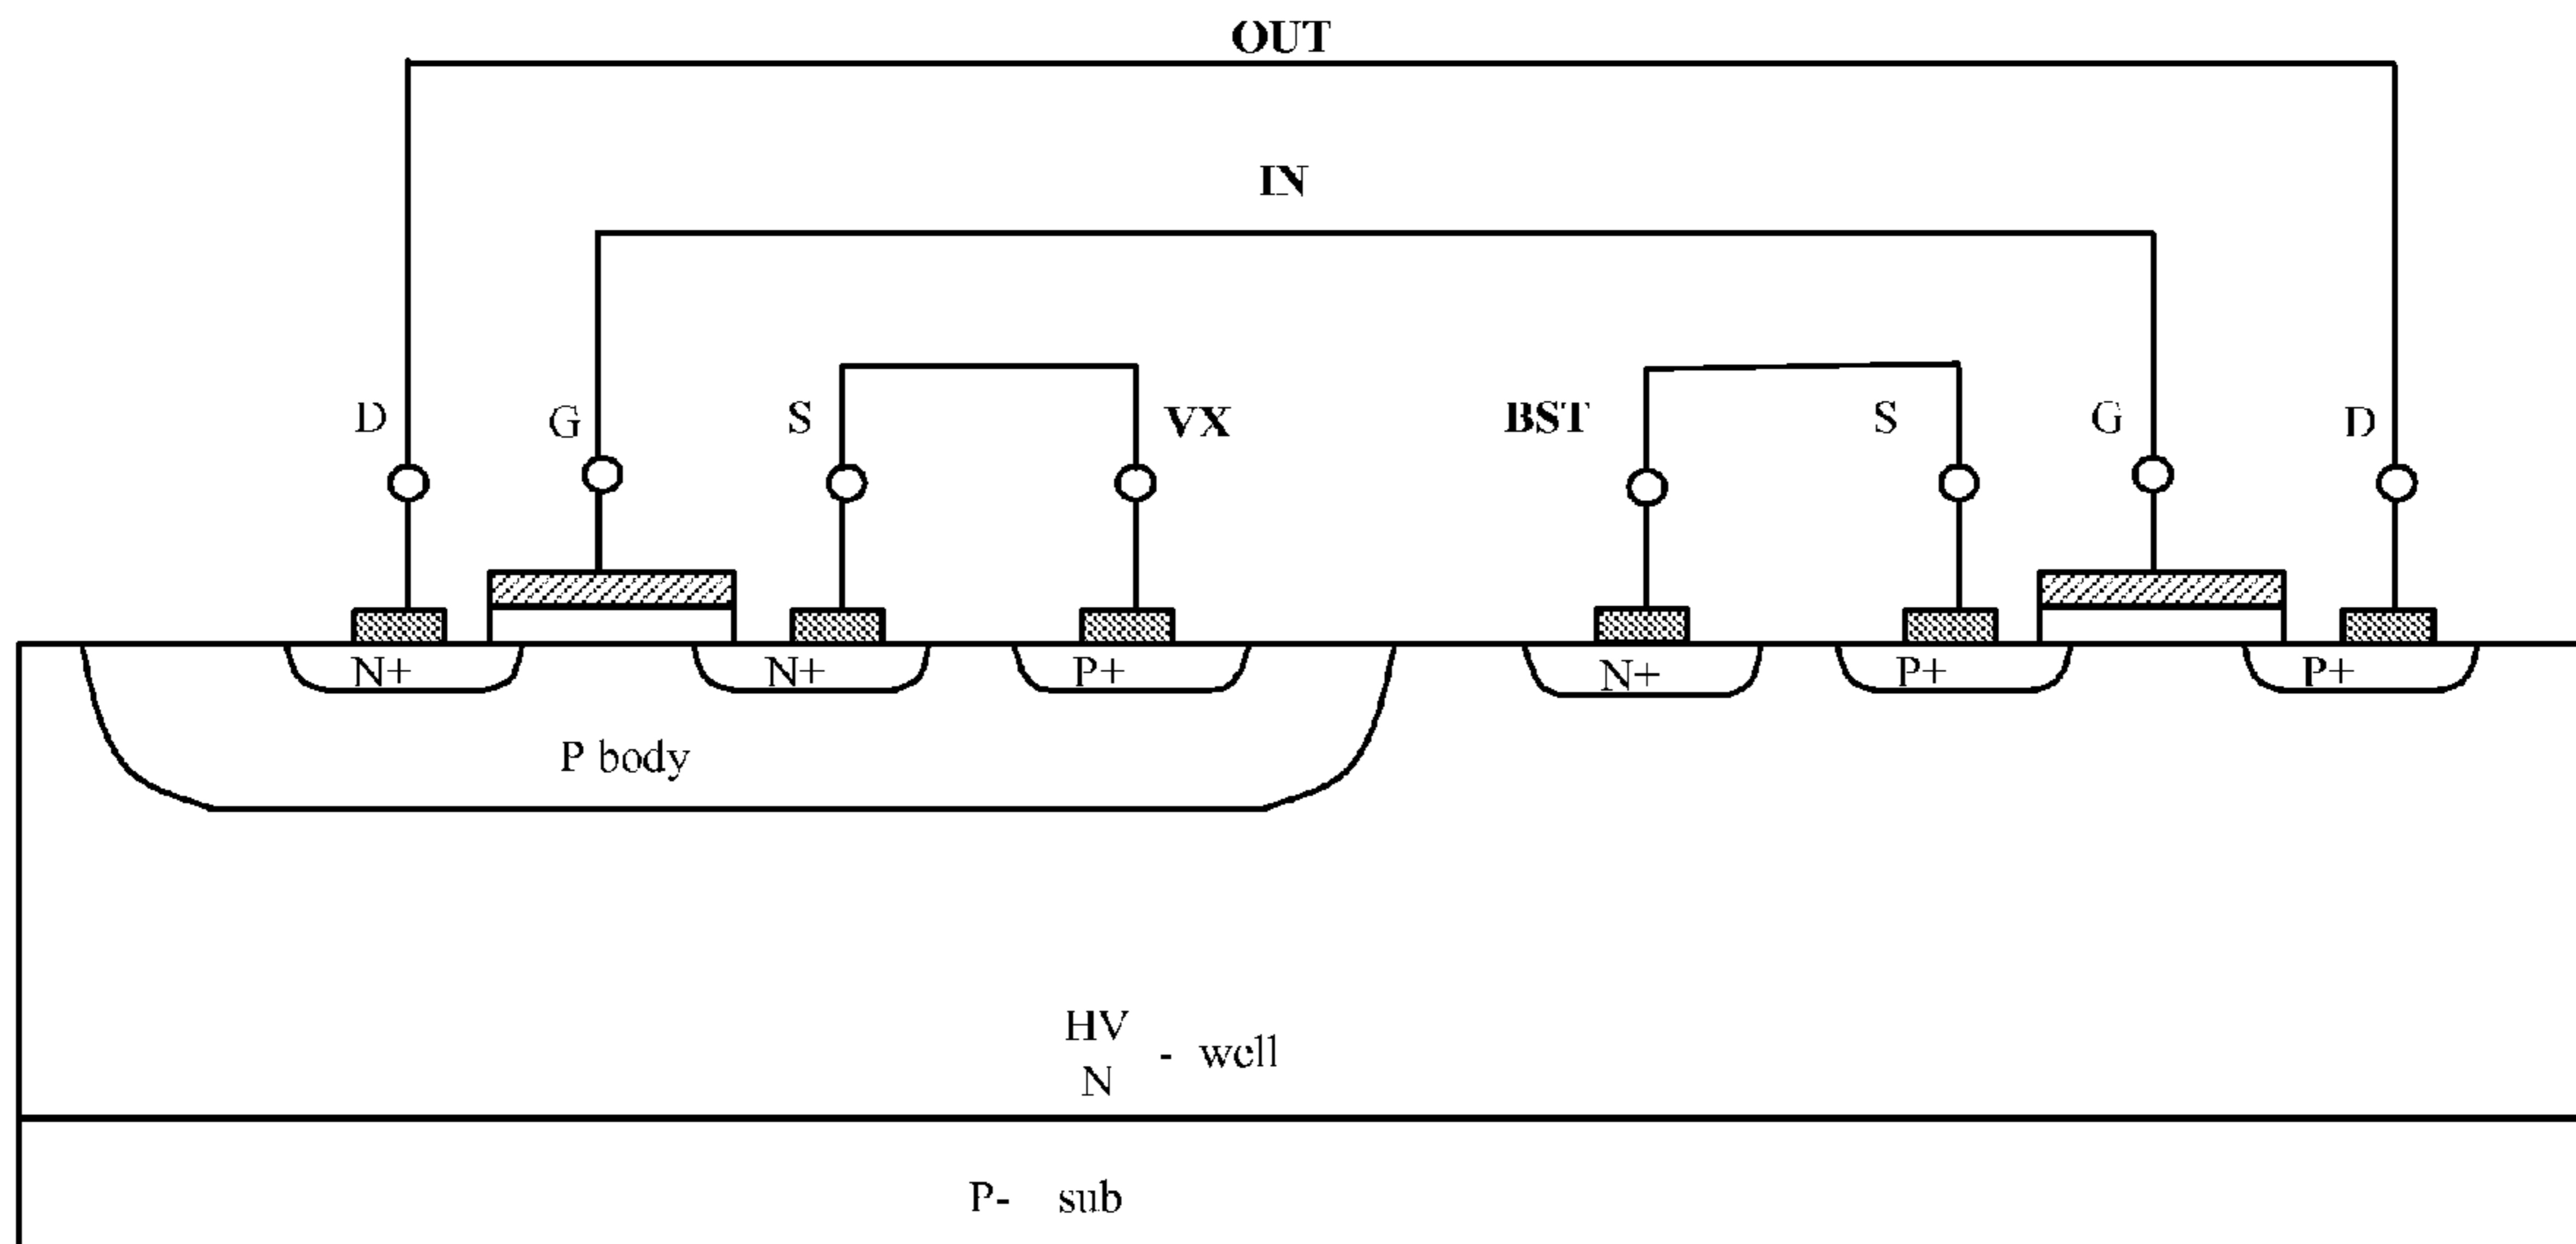 OUT
IN
D G S VX BST S G D
N+ N+ P+ N+ P+ P+
P body
HV
N - well
P- sub